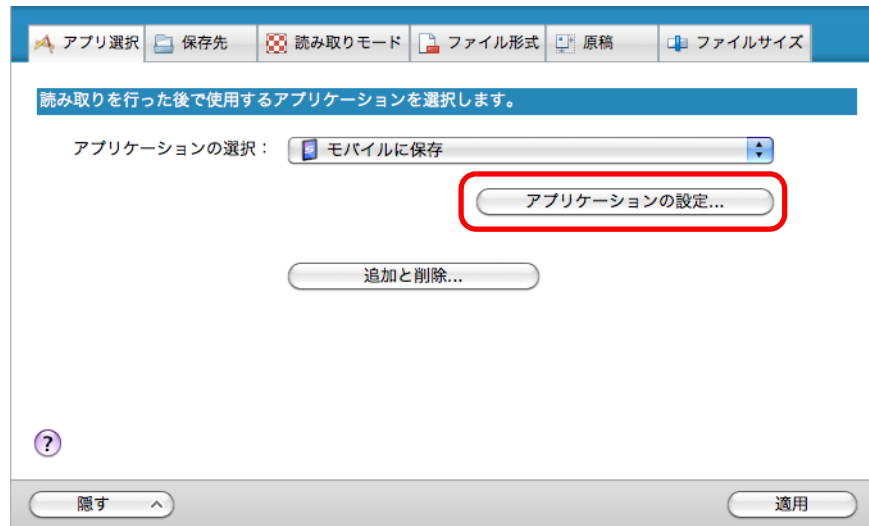 アプリ選択 保存先 読み取りモード ファイル形式 原稿 ファイルサイズ
読み取りを行った後で使用するアプリケーションを選択します。
アプリケーションの選択： モバイルに保存
アプリケーションの設定...
追加と削除...
?
隠す 適用